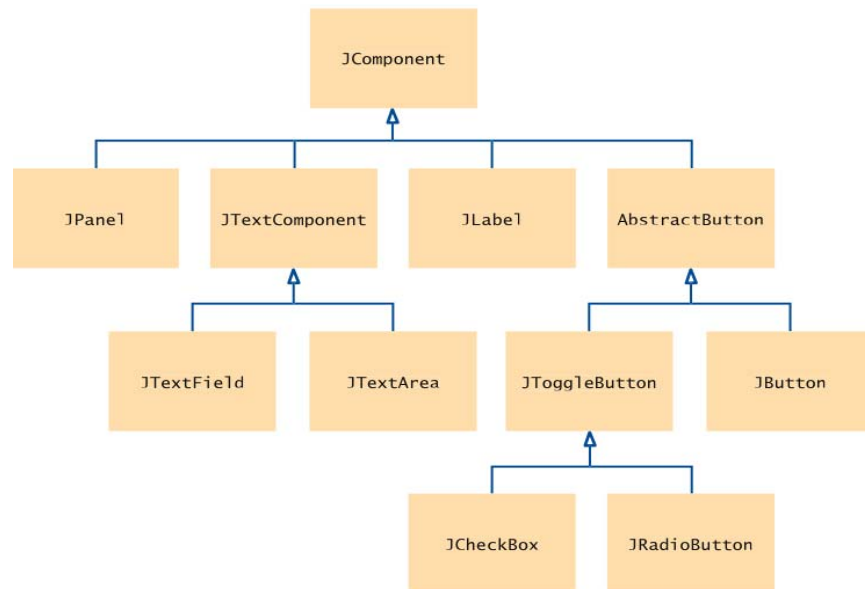 JComponent
JPanel
JTextComponent
JLabel
AbstractButton
JTextField
JTextArea
JToggleButton
JButton
JCheckBox
JRadioButton